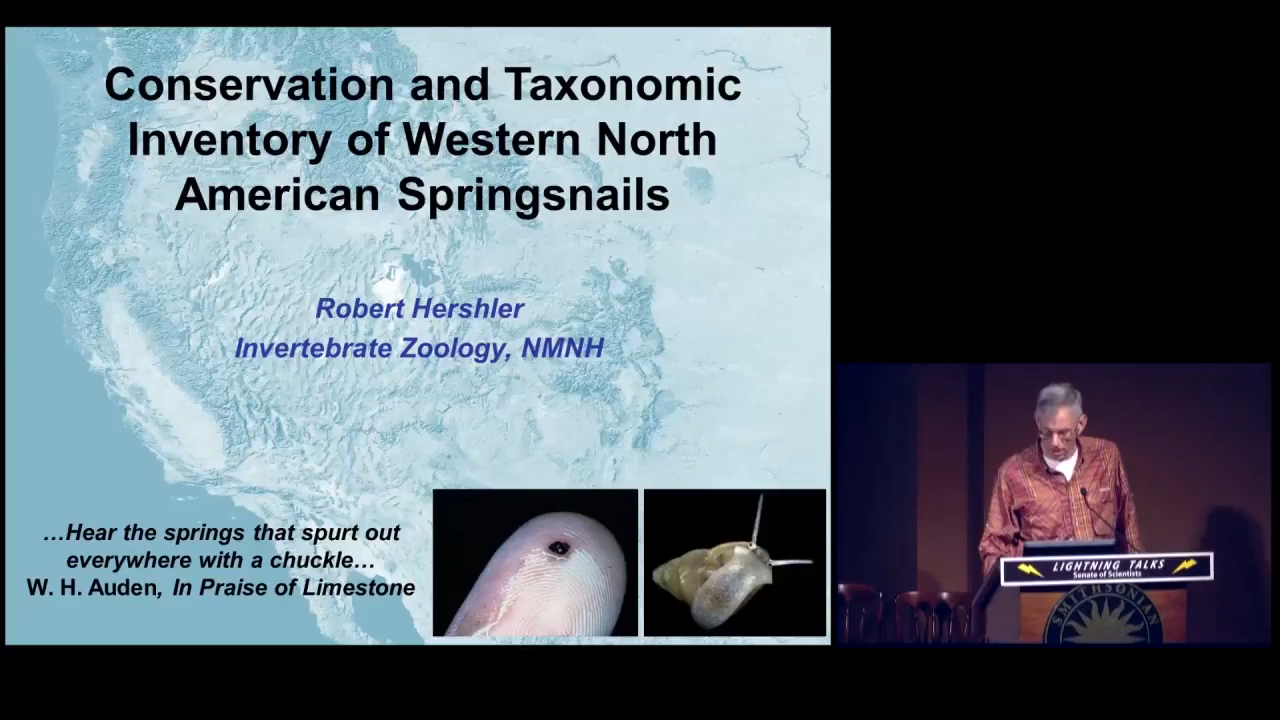 Conservation and Taxonomic
Inventory of Western North
American Springsnails
Robert Hershler
Invertebrate Zoology, NMNH
…Hear the springs that spurt out
everywhere with a chuckle…
W. H. Auden, In Praise of Limestone
LIGHTNING TALKS
Senate of Scientists
SMITHSONIAN